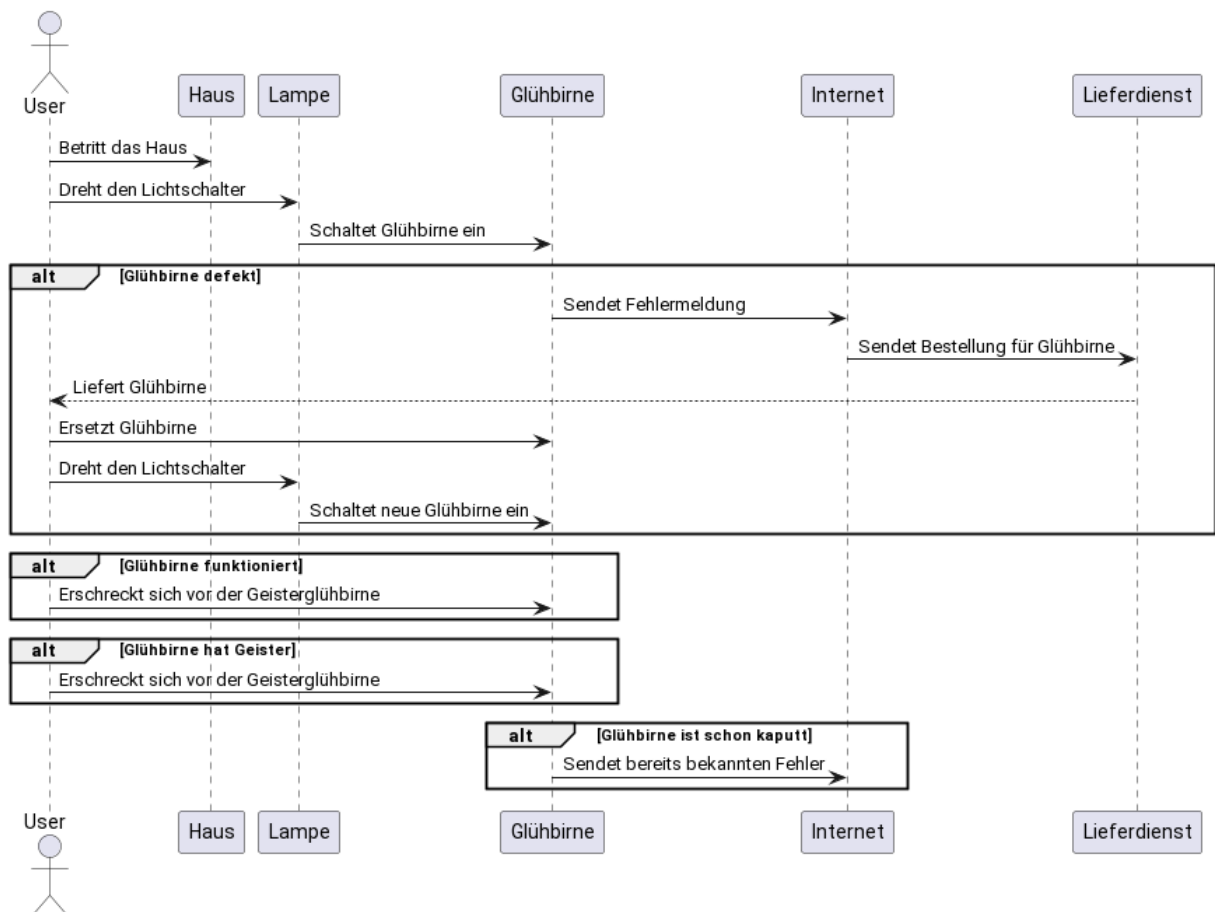 User
Haus
Lampe
Glühbirne
Internet
Lieferdienst
Betritt das Haus
Dreht den Lichtschalter
Schaltet Glühbirne ein
alt [Glühbirne defekt]
Sendet Fehlermeldung
Sendet Bestellung für Glühbirne
Liefert Glühbirne
Ersetzt Glühbirne
Dreht den Lichtschalter
Schaltet neue Glühbirne ein
alt [Glühbirne funktioniert]
Erschreckt sich vor der Geisterglühbirne
alt [Glühbirne hat Geister]
Erschreckt sich vor der Geisterglühbirne
alt [Glühbirne ist schon kaputt]
Sendet bereits bekannten Fehler
User
Haus
Lampe
Glühbirne
Internet
Lieferdienst